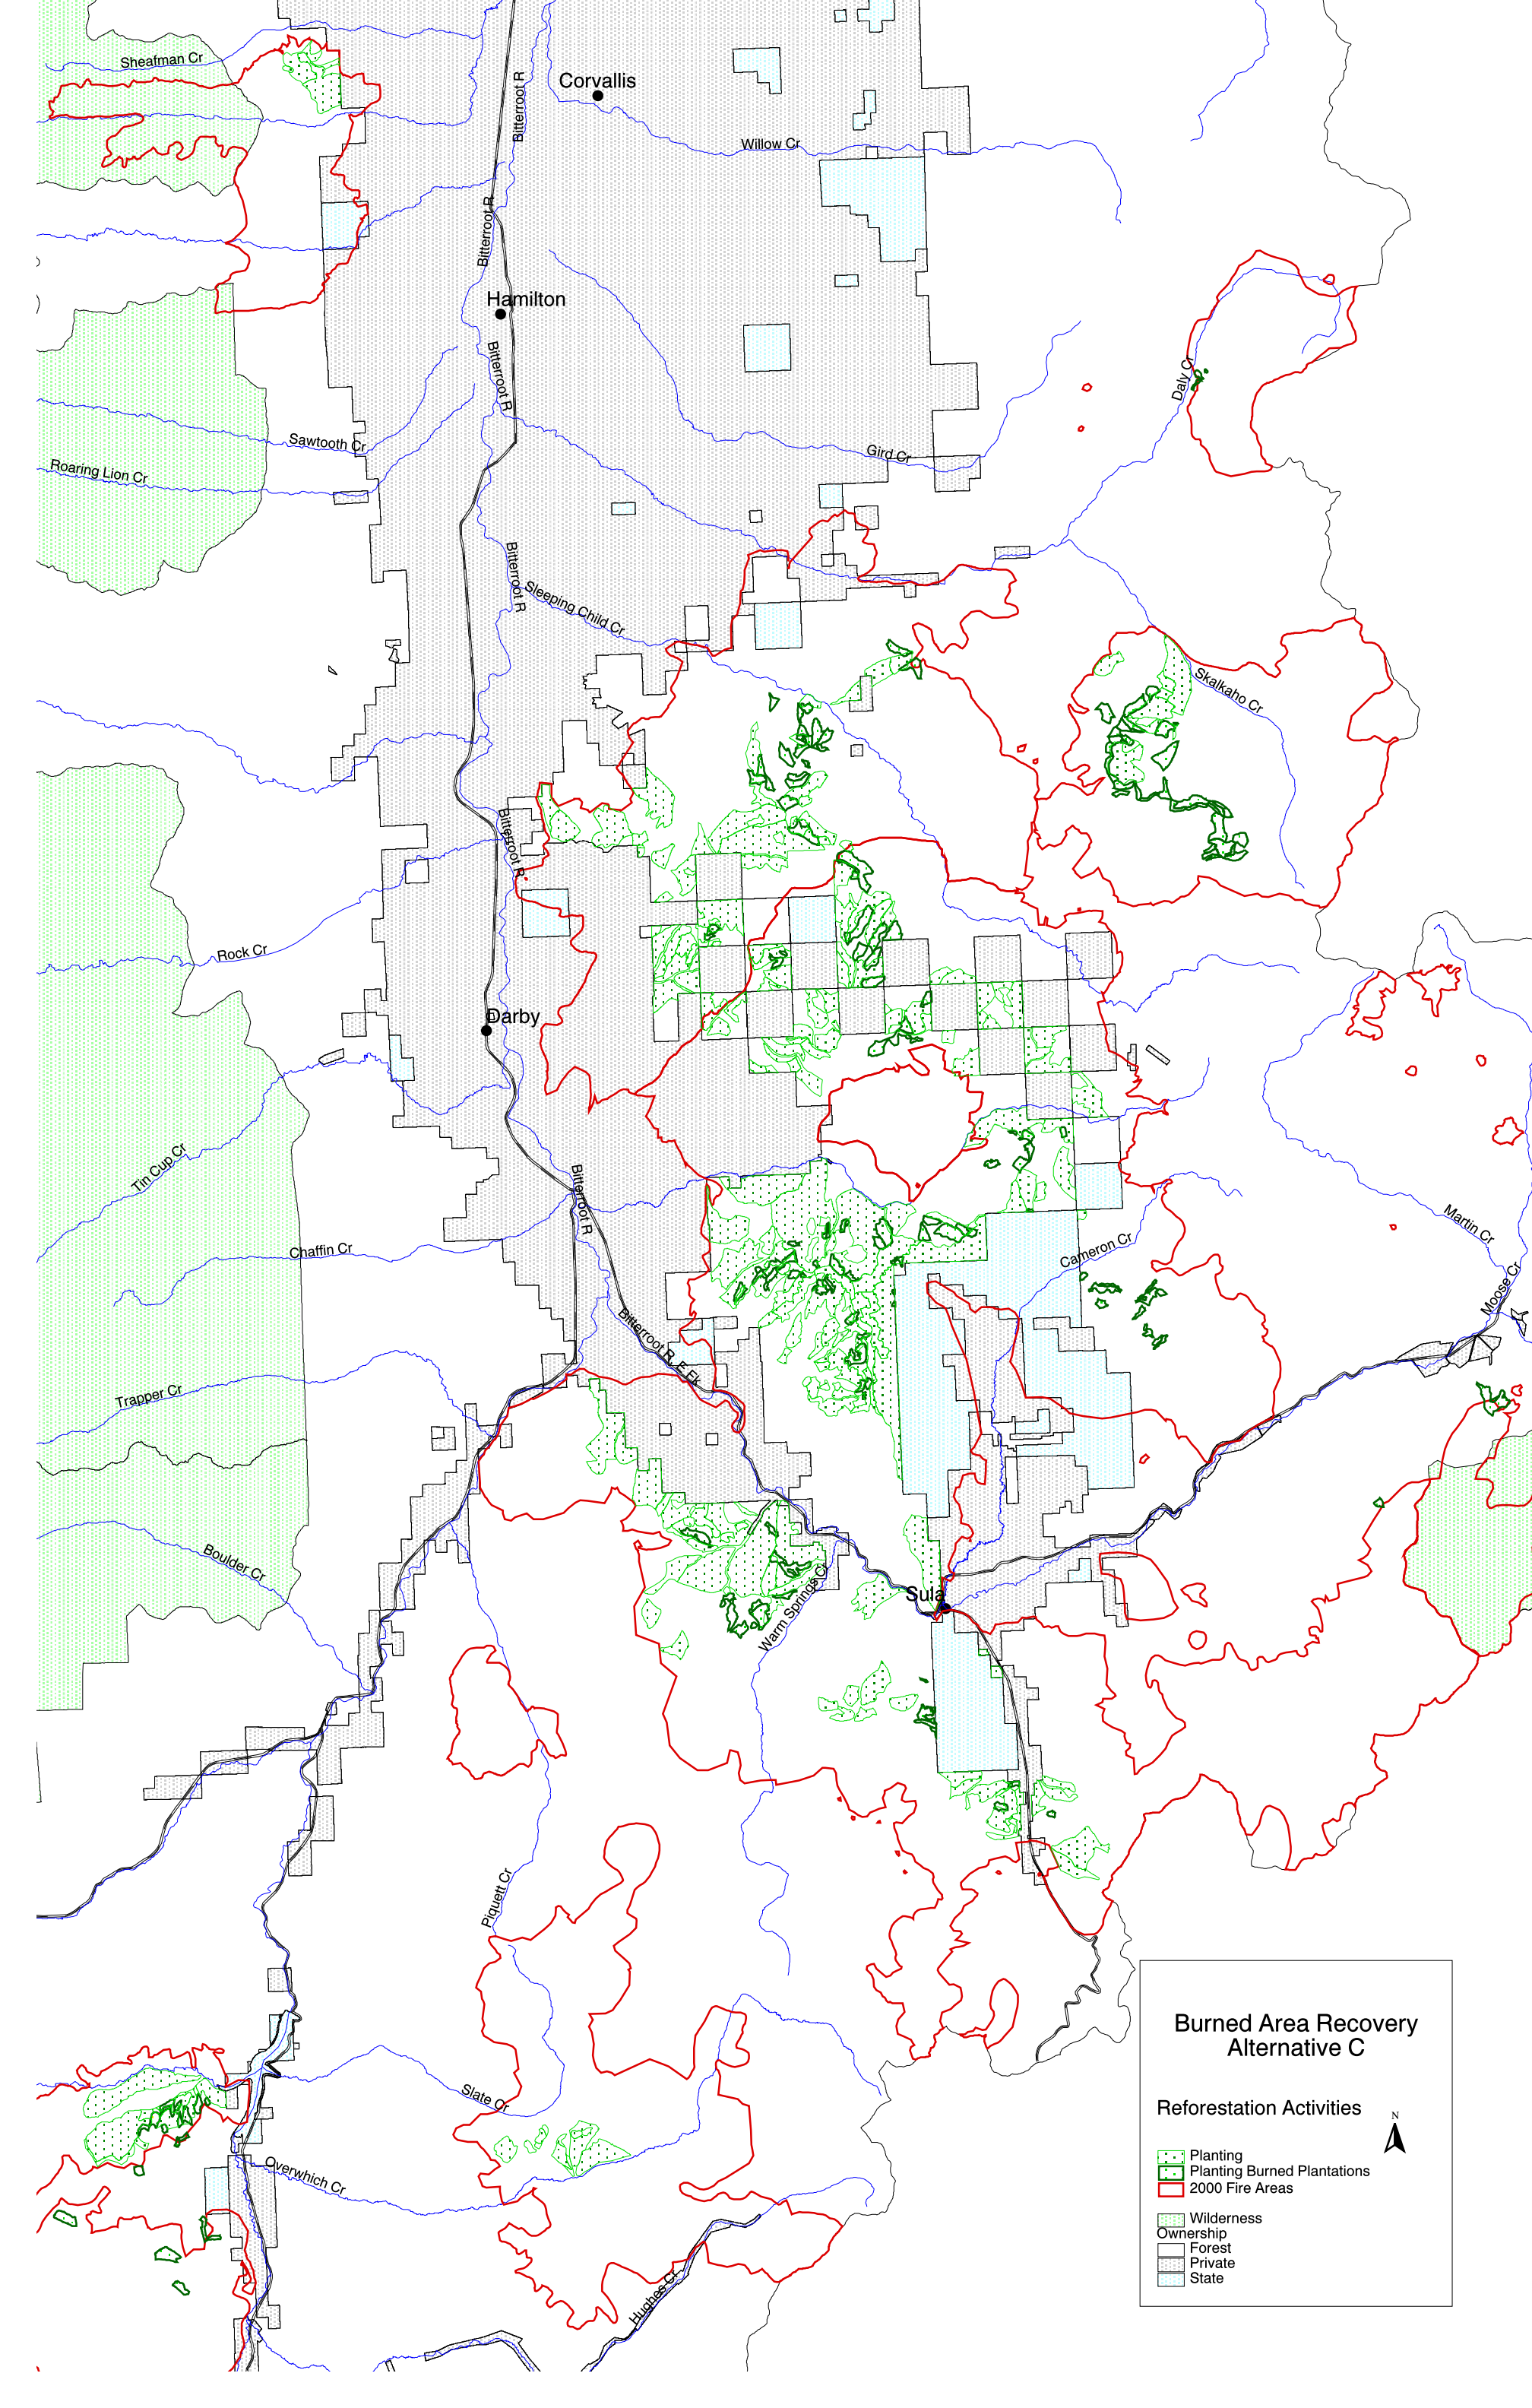 Sheafman Cr
Corvallis
Bitterroot R
Willow Cr
Bitterroot R
Hamilton
Bitterroot R
Daly Cr
Sawtooth Cr
Gird Cr
Roaring Lion Cr
Bitterroot R
Sleeping Child Cr
Skalkaho Cr
Bitterroot R
Rock Cr
Darby
Tin Cup Cr
Bitterroot R
Martin Cr
Chaffin Cr
Cameron Cr
Moose Cr
Bitterroot R, E Fk
Trapper Cr
Boulder Cr
Sula
Warm Springs Cr
Piquett Cr
Slate Cr
Overwhich Cr
Hughes Cr
Burned Area Recovery
Alternative C
Reforestation Activities
N
Planting
Planting Burned Plantations
2000 Fire Areas
Wilderness
Ownership
Forest
Private
State